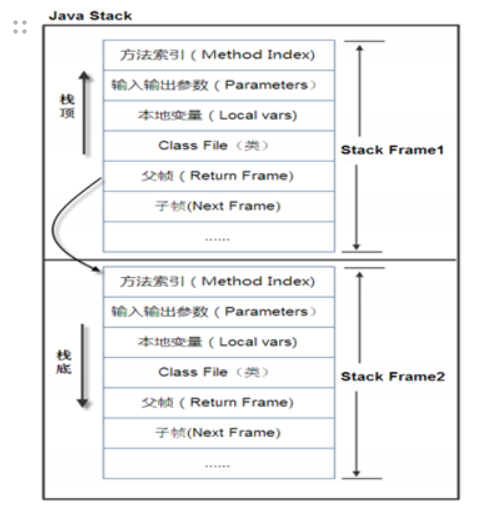 Java Stack
方法索引 ( Method Index)
输入输出参数 ( Parameters）
本地变量 ( Local vars)
Class File（类）
父帧 ( Return Frame)
子帧(Next Frame)
......
栈顶
Stack Frame1
方法索引 ( Method Index)
输入输出参数 ( Parameters）
本地变量 ( Local vars)
Class File（类）
父帧 ( Return Frame)
子帧(Next Frame)
......
栈底
Stack Frame2